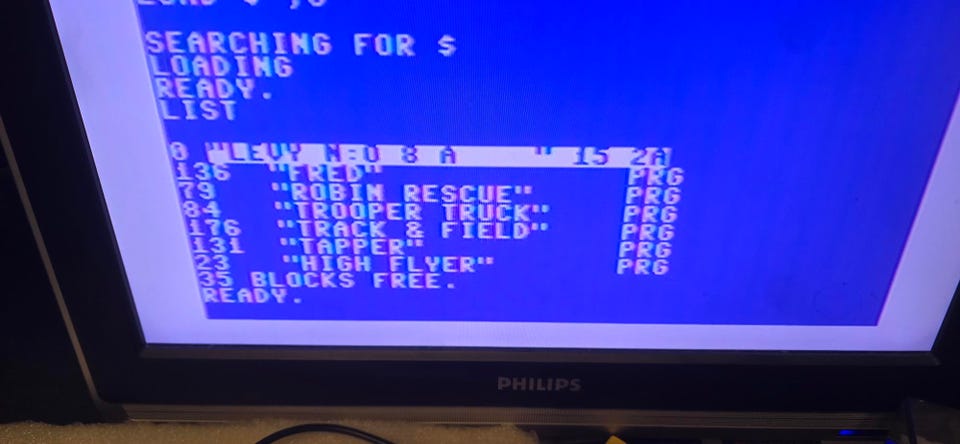 SEARCHING FOR $
LOADING
READY.
LIST
0 "LEVY N:O 8 A " 15 2A
136 "FRED" PRG
79 "ROBIN RESCUE" PRG
84 "TROOPER TRUCK" PRG
176 "TRACK & FIELD" PRG
131 "TAPPER" PRG
23 "HIGH FLYER" PRG
35 BLOCKS FREE.
READY.
PHILIPS